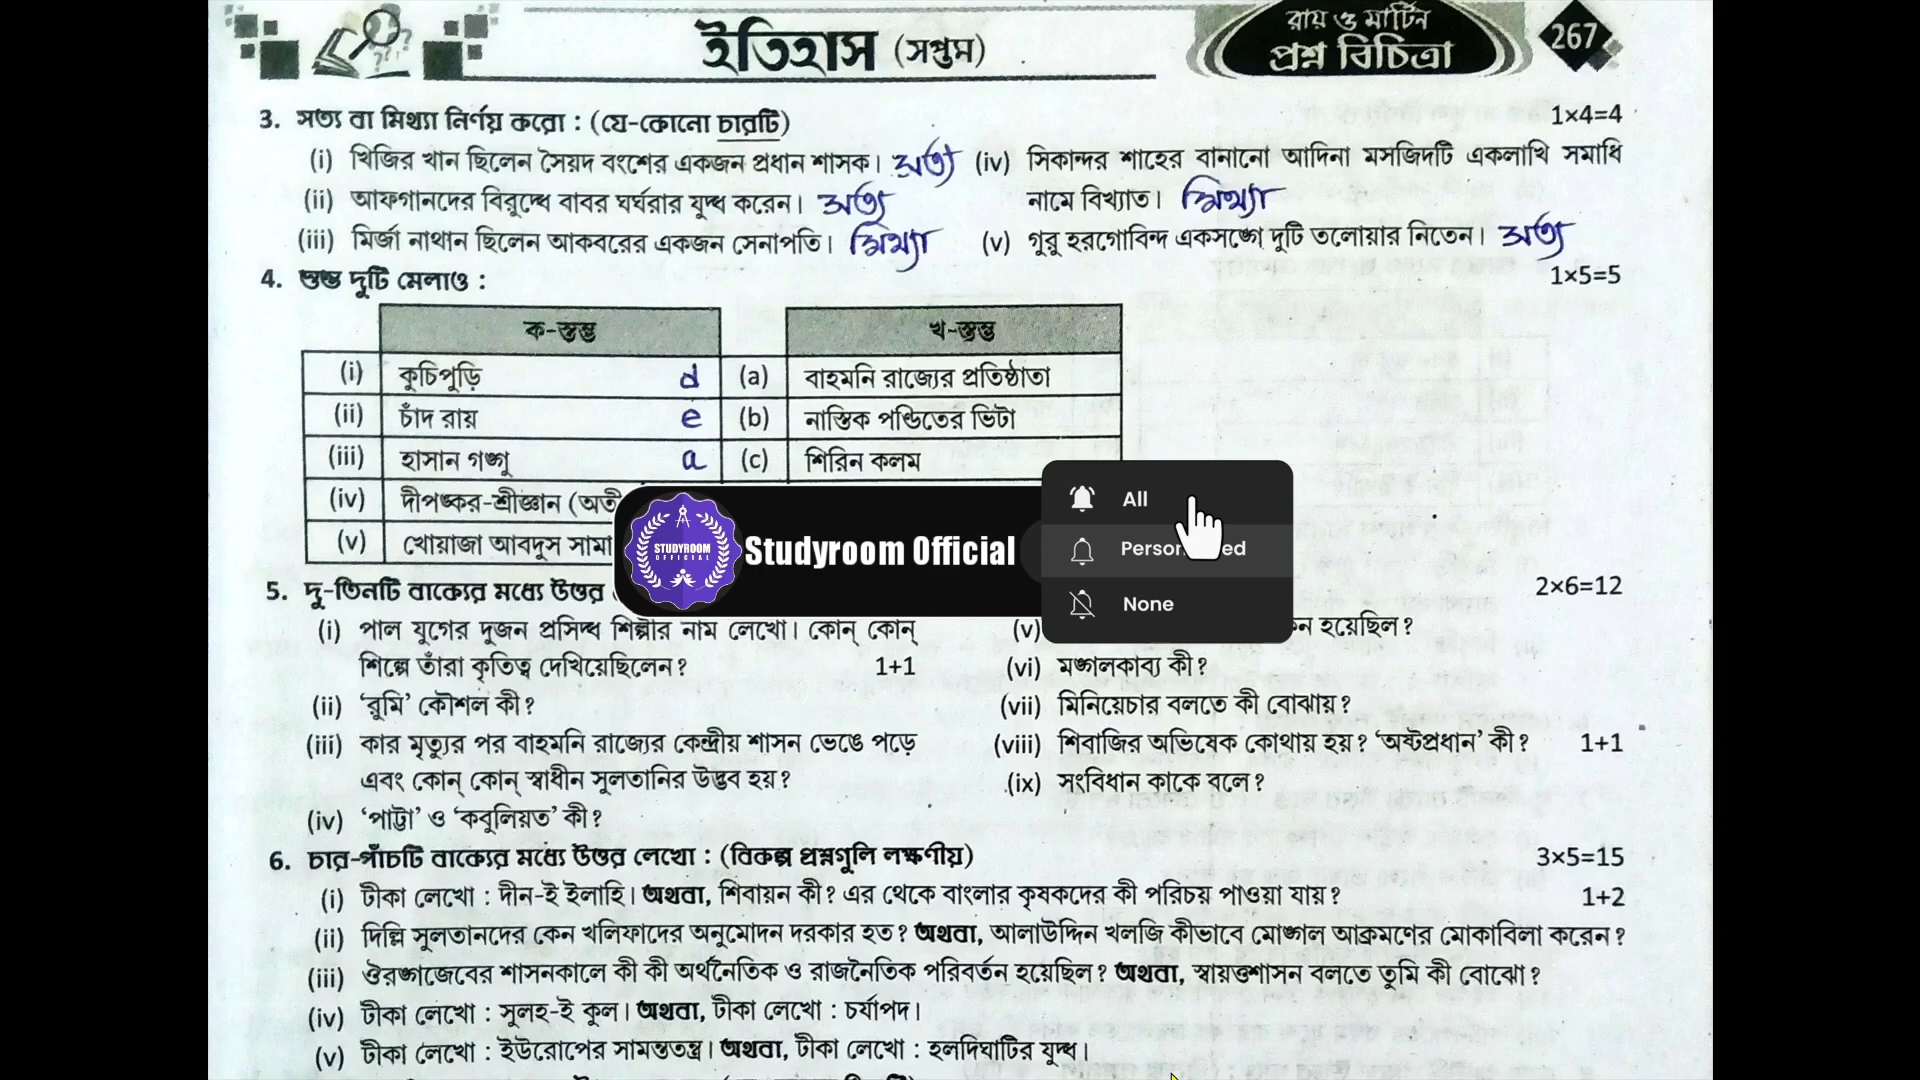 ইতিহাস (সপ্তম)
রায় ও মার্টিন
প্রশ্ন বিচিত্রা
267
3. সত্য বা মিথ্যা নির্ণয় করো : (যে-কোনো চারটি) 1×4=4
(i) খিজির খান ছিলেন সৈয়দ বংশের একজন প্রধান শাসক। সত্য
(ii) আফগানদের বিরুদ্ধে বাবর ঘর্ঘরার যুদ্ধ করেন। সত্য
(iii) মির্জা নাথান ছিলেন আকবরের একজন সেনাপতি। মিথ্যা
(iv) সিকান্দর শাহের বানানো আদিনা মসজিদটি একলাখি সমাধি
নামে বিখ্যাত। মিথ্যা
(v) গুরু হরগোবিন্দ একসঙ্গে দুটি তলোয়ার নিতেন। সত্য
4. স্তম্ভ দুটি মেলাও : 1×5=5
ক-স্তম্ভ খ-স্তম্ভ
(i) কুচিপুড়ি d (a) বাহমনি রাজ্যের প্রতিষ্ঠাতা
(ii) চাঁদ রায় e (b) নাস্তিক পণ্ডিতের ভিটা
(iii) হাসান গঙ্গু a (c) শিরিন কলম
(iv) দীপঙ্কর-শ্রীজ্ঞান
(v) খোয়াজা আবদুস
STUDYROOM
OFFICIAL
Studyroom Official
All
None
5. দু-তিনটি বাক্যের মধ্যে উত্তর 2×6=12
(i) পাল যুগের দুজন প্রসিদ্ধ শিল্পীর নাম লেখো। কোন্ কোন্
শিল্পে তাঁরা কৃতিত্ব দেখিয়েছিলেন? 1+1
(ii) ‘রুমি’ কৌশল কী?
(iii) কার মৃত্যুর পর বাহমনি রাজ্যের কেন্দ্রীয় শাসন ভেঙে পড়ে
এবং কোন্ কোন্ স্বাধীন সুলতানির উদ্ভব হয়?
(iv) ‘পাট্টা’ ও ‘কবুলিয়ত’ কী?
(v) হয়েছিল?
(vi) মঙ্গলকাব্য কী?
(vii) মিনিয়েচার বলতে কী বোঝায়?
(viii) শিবাজির অভিষেক কোথায় হয়? ‘অষ্টপ্রধান’ কী? 1+1
(ix) সংবিধান কাকে বলে?
6. চার-পাঁচটি বাক্যের মধ্যে উত্তর লেখো : (বিকল্প প্রশ্নগুলি লক্ষণীয়) 3×5=15
(i) টীকা লেখো : দীন-ই ইলাহি। অথবা, শিবায়ন কী? এর থেকে বাংলার কৃষকদের কী পরিচয় পাওয়া যায়? 1+2
(ii) দিল্লি সুলতানদের কেন খলিফাদের অনুমোদন দরকার হত? অথবা, আলাউদ্দিন খলজি কীভাবে মোঙ্গল আক্রমণের মোকাবিলা করেন?
(iii) ঔরঙ্গজেবের শাসনকালে কী কী অর্থনৈতিক ও রাজনৈতিক পরিবর্তন হয়েছিল? অথবা, স্বায়ত্তশাসন বলতে তুমি কী বোঝো?
(iv) টীকা লেখো : সুলহ-ই কুল। অথবা, টীকা লেখো : চর্যাপদ।
(v) টীকা লেখো : ইউরোপের সামন্ততন্ত্র। অথবা, টীকা লেখো : হলদিঘাটির যুদ্ধ।